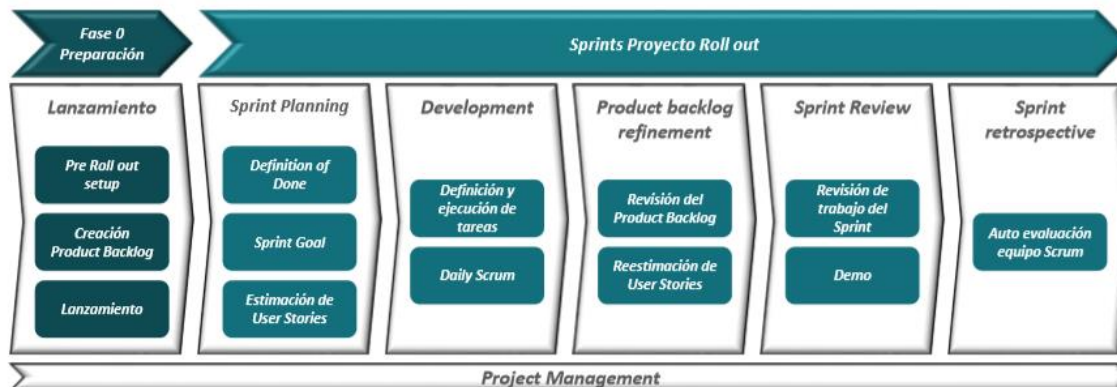 Fase 0
Preparación
Sprints Proyecto Roll out
Lanzamiento
Pre Roll out
setup
Creación
Product Backlog
Lanzamiento
Sprint Planning
Definition of
Done
Sprint Goal
Estimación de
User Stories
Development
Definición y
ejecución de
tareas
Daily Scrum
Product backlog
refinement
Revisión del
Product Backlog
Reestimación de
User Stories
Sprint Review
Revisión de
trabajo del
Sprint
Demo
Sprint
retrospective
Auto evaluación
equipo Scrum
Project Management